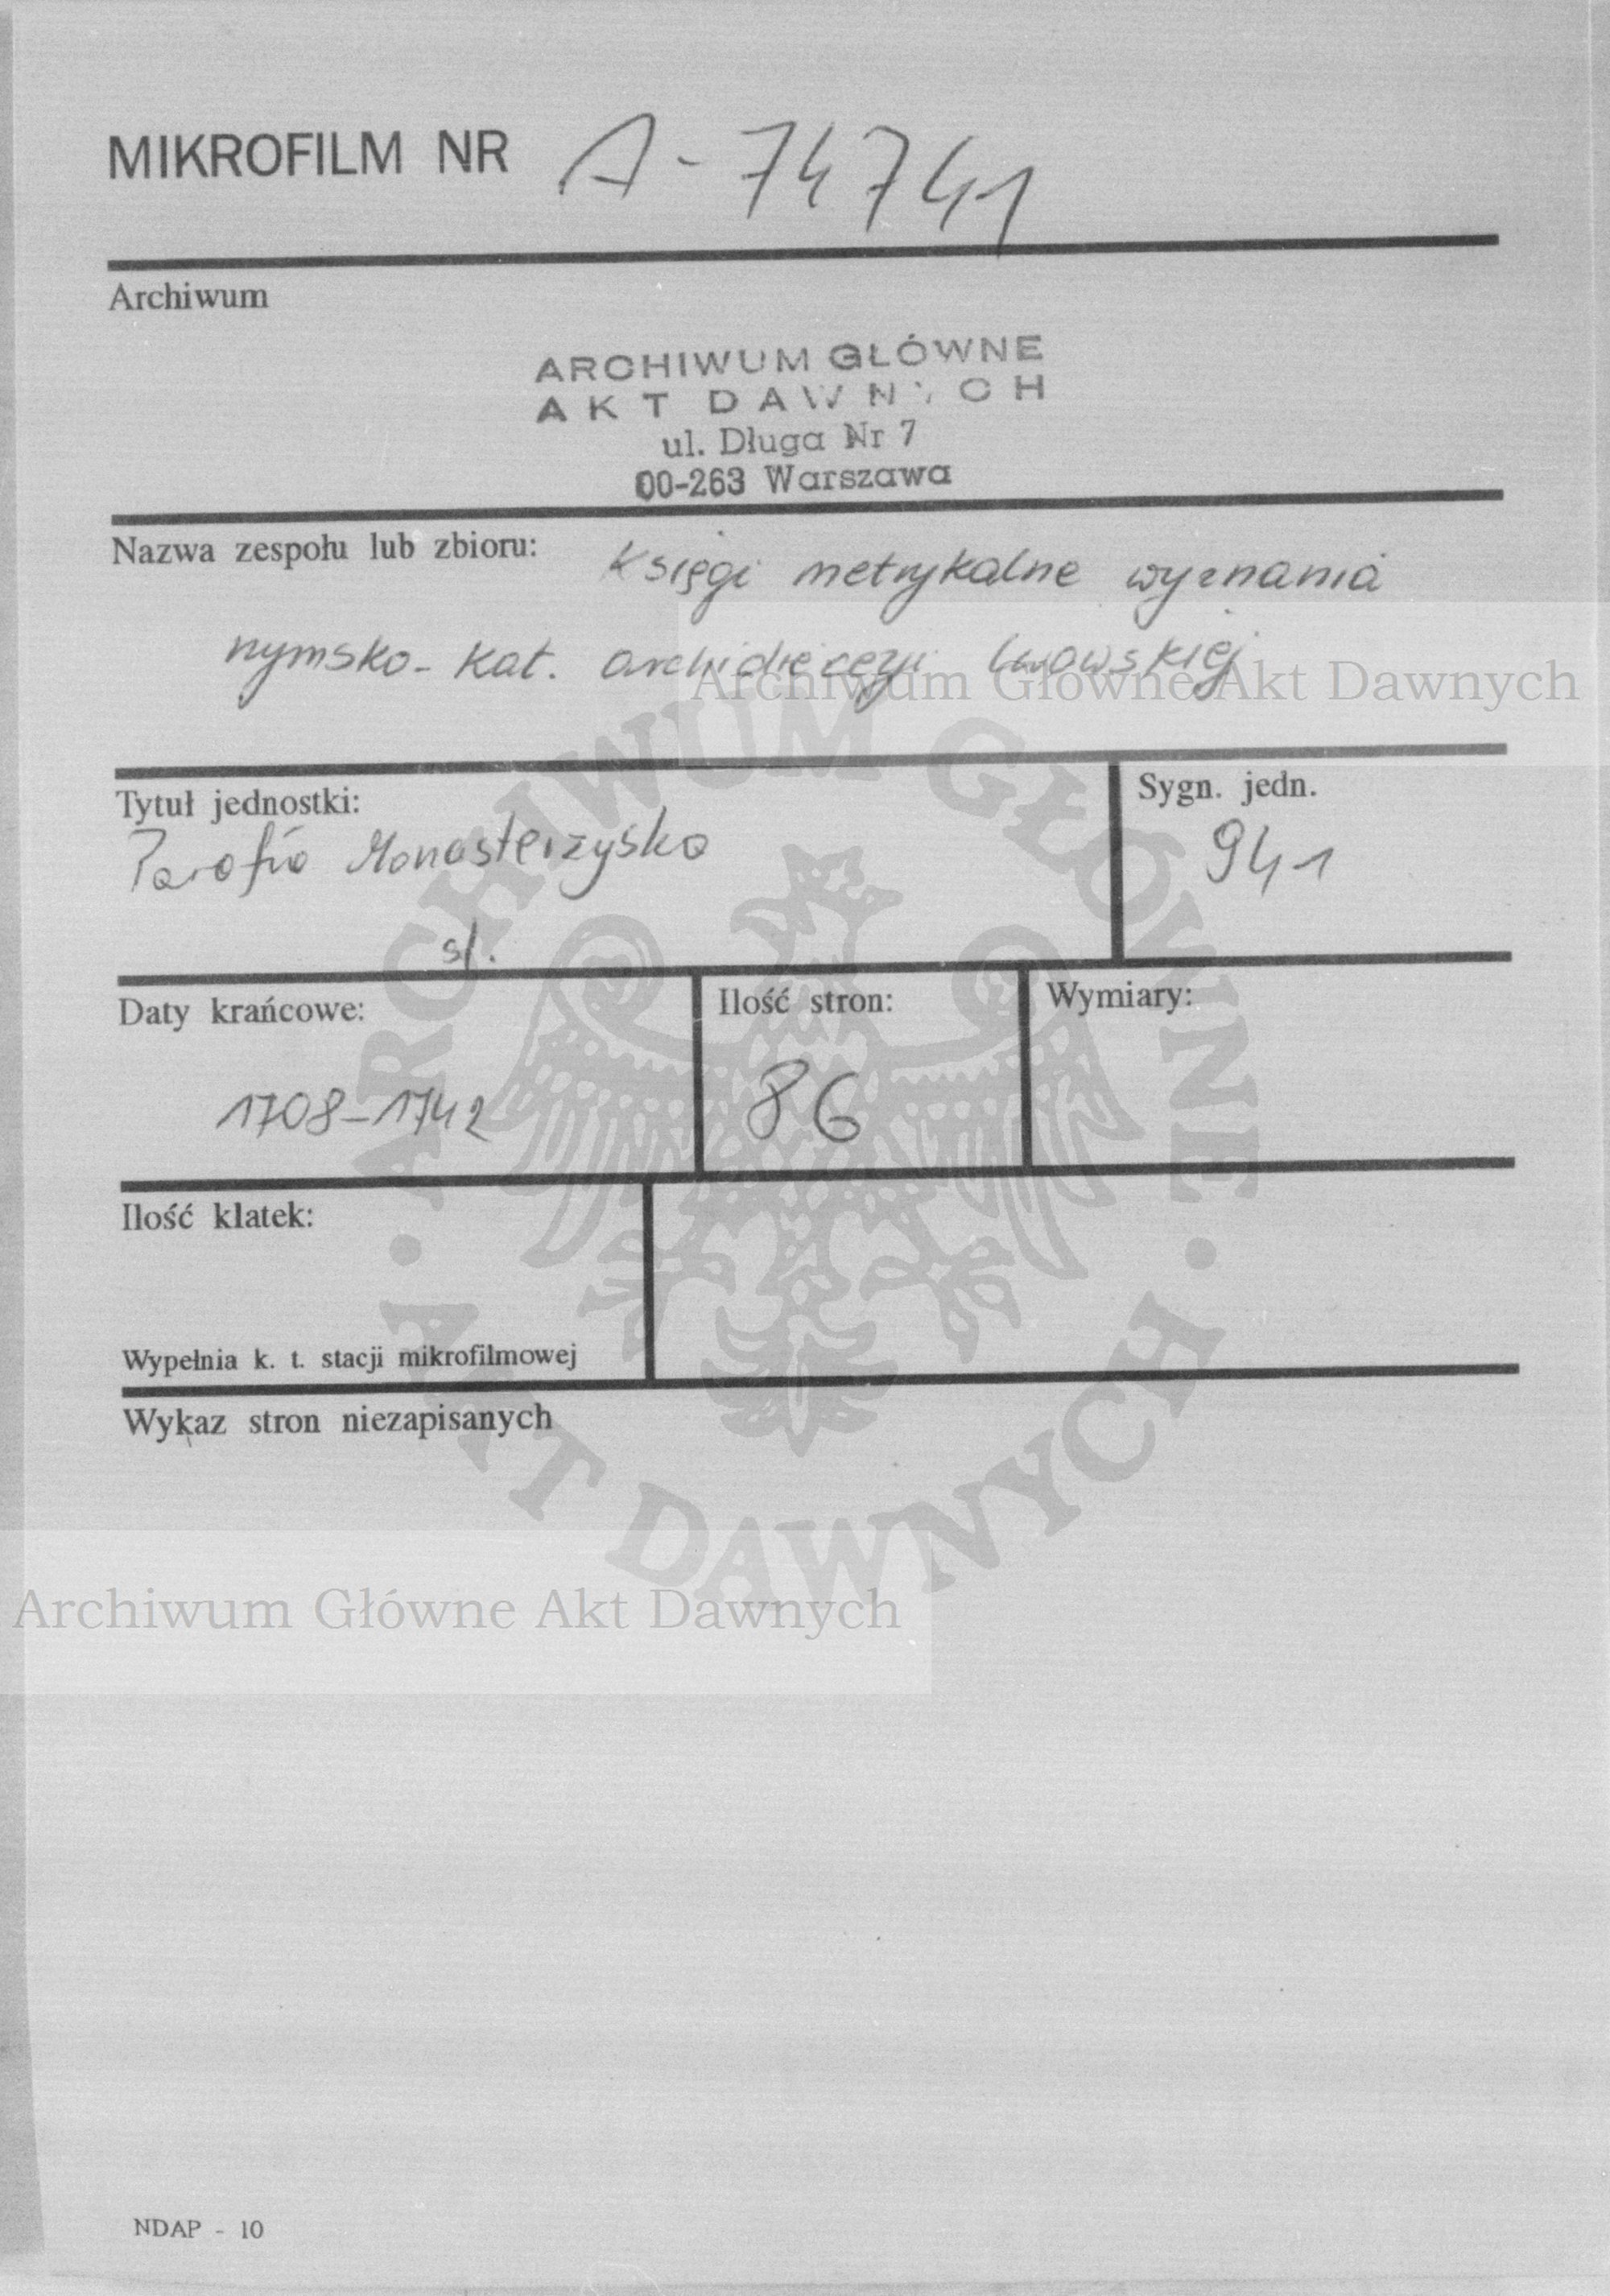 MIKROFILM NR A-74741
Archiwum
ARCHIWUM GŁÓWNE
AKT DAWNYCH
ul. Długa Nr 7
00-263 Warszawa
Nazwa zespołu lub zbioru: Księgi metrykalne wyznania
rzymsko-kat. archidiecezji lwowskiej
Archiwum Główne Akt Dawnych
Tytuł jednostki: Sygn. jedn.
Parafia Monasterzyska 941
śl.
Daty krańcowe: Ilość stron: Wymiary:
1708-1742 86
Ilość klatek:
Wypełnia k. t. stacji mikrofilmowej
Wykaz stron niezapisanych
ARCHIWUM GŁÓWNE
· AKT DAWNYCH ·
Archiwum Główne Akt Dawnych
NDAP - 10